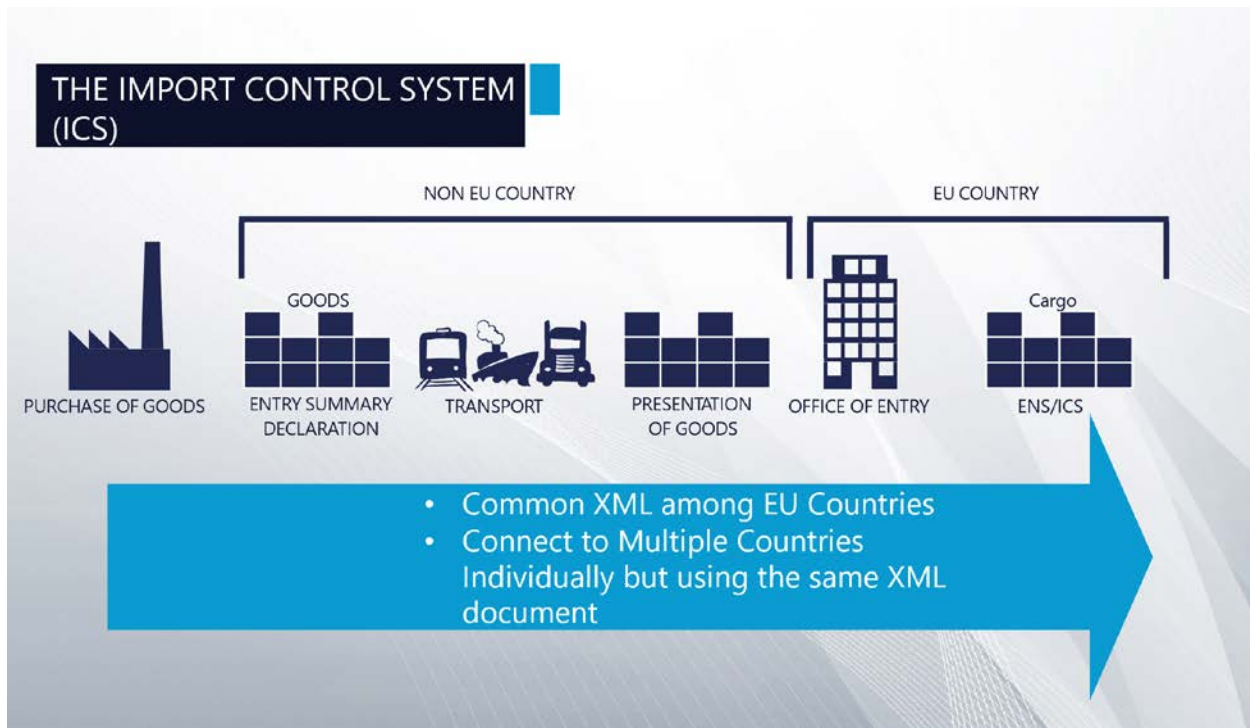 THE IMPORT CONTROL SYSTEM
(ICS)
NON EU COUNTRY
EU COUNTRY
GOODS
Cargo
PURCHASE OF GOODS
ENTRY SUMMARY
DECLARATION
TRANSPORT
PRESENTATION
OF GOODS
OFFICE OF ENTRY
ENS/ICS
• Common XML among EU Countries
• Connect to Multiple Countries
Individually but using the same XML
document